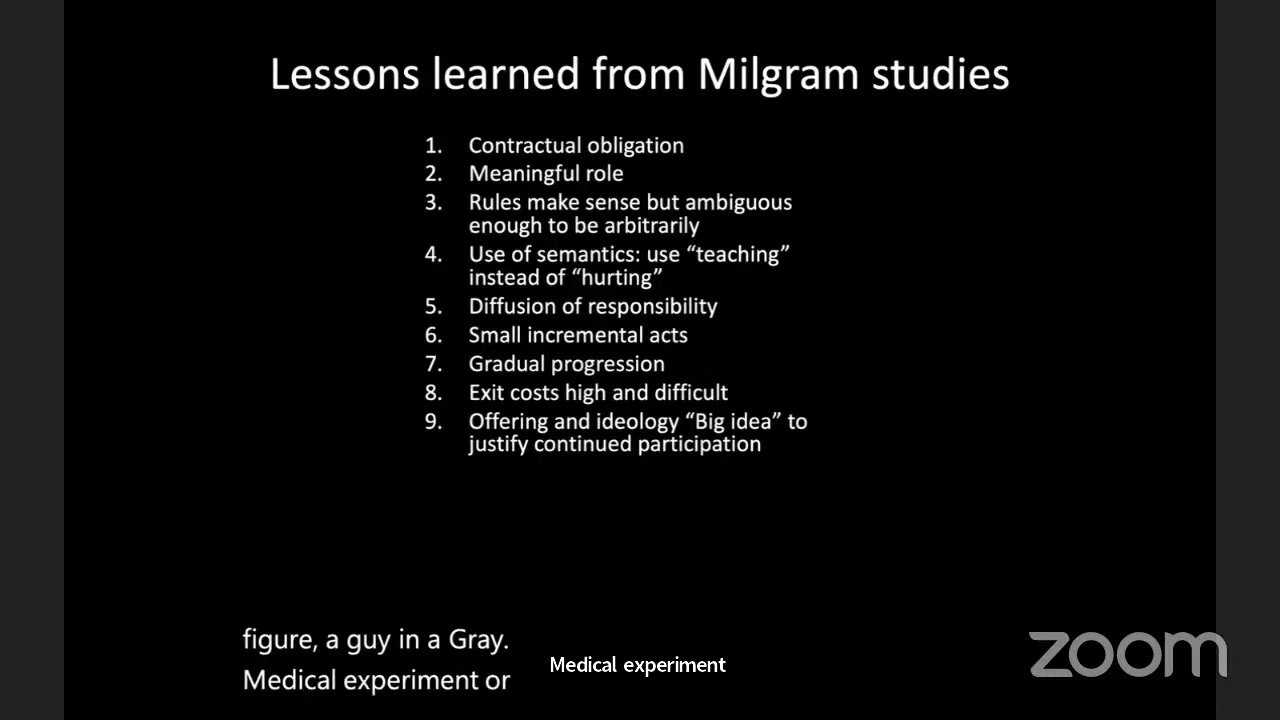 Lessons learned from Milgram studies
1. Contractual obligation
2. Meaningful role
3. Rules make sense but ambiguous
enough to be arbitrarily
4. Use of semantics: use “teaching”
instead of “hurting”
5. Diffusion of responsibility
6. Small incremental acts
7. Gradual progression
8. Exit costs high and difficult
9. Offering and ideology “Big idea” to
justify continued participation
figure, a guy in a Gray.
Medical experiment or
Medical experiment
zoom